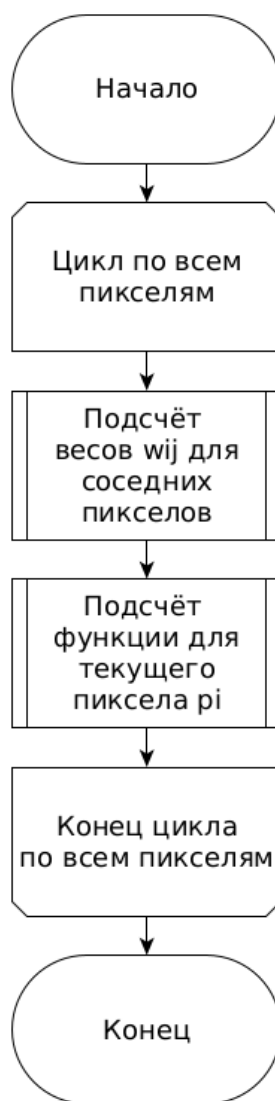 Начало
Цикл по всем
пикселям
Подсчёт
весов wij для
соседних
пикселов
Подсчёт
функции для
текущего
пиксела pi
Конец цикла
по всем пикселям
Конец